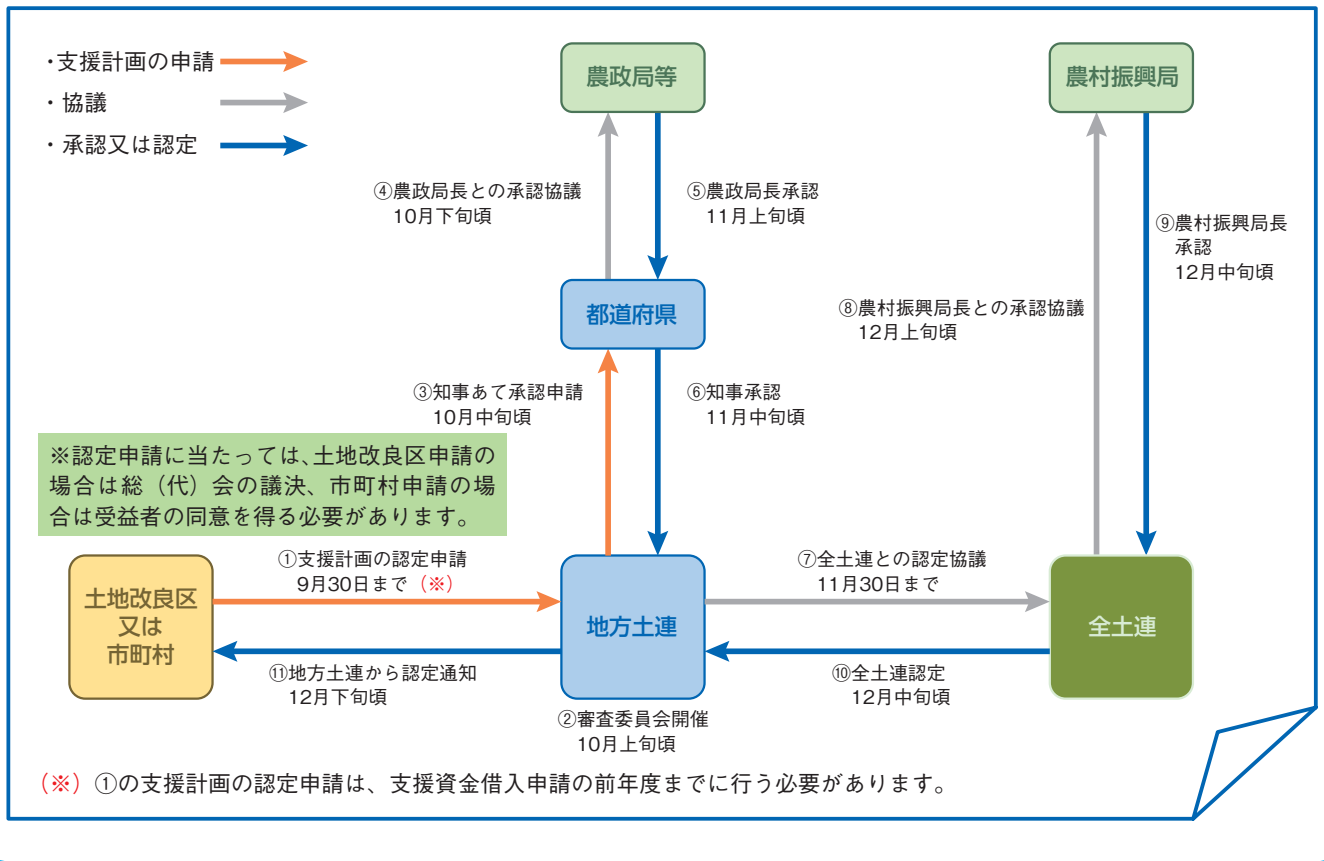 ・支援計画の申請
・協議
・承認又は認定
農政局等
農村振興局
④農政局長との承認協議
10月下旬頃
⑤農政局長承認
11月上旬頃
⑨農村振興局長
承認
12月中旬頃
都道府県
⑧農村振興局長との承認協議
12月上旬頃
③知事あて承認申請
10月中旬頃
⑥知事承認
11月中旬頃
※認定申請に当たっては、土地改良区申請の
場合は総（代）会の議決、市町村申請の場
合は受益者の同意を得る必要があります。
土地改良区
又は
市町村
①支援計画の認定申請
9月30日まで（※）
地方土連
⑦全土連との認定協議
11月30日まで
全土連
⑪地方土連から認定通知
12月下旬頃
⑩全土連認定
12月中旬頃
②審査委員会開催
10月上旬頃
（※）①の支援計画の認定申請は、支援資金借入申請の前年度までに行う必要があります。